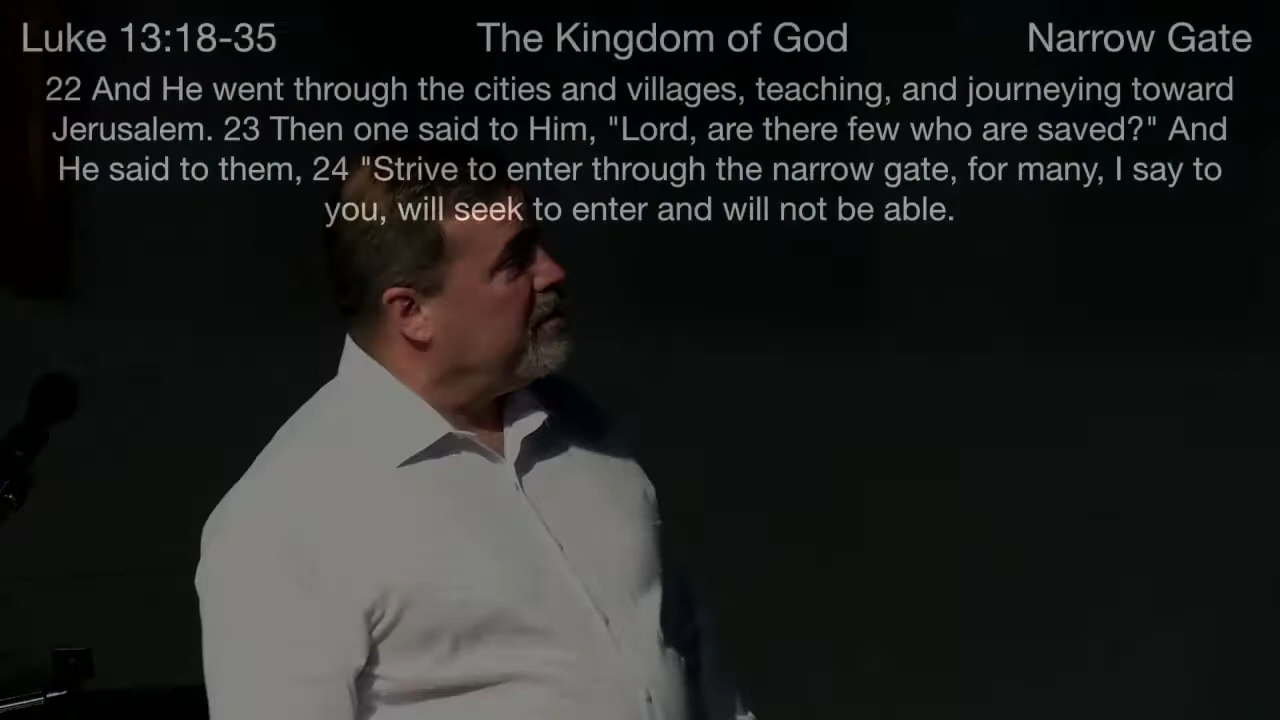 Luke 13:18-35 The Kingdom of God Narrow Gate
22 And He went through the cities and villages, teaching, and journeying toward
Jerusalem. 23 Then one said to Him, "Lord, are there few who are saved?" And
He said to them, 24 "Strive to enter through the narrow gate, for many, I say to
you, will seek to enter and will not be able.